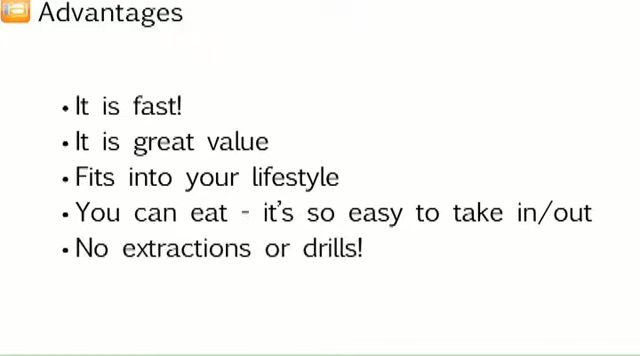 Advantages
• It is fast!
• It is great value
• Fits into your lifestyle
• You can eat - it's so easy to take in/out
• No extractions or drills!